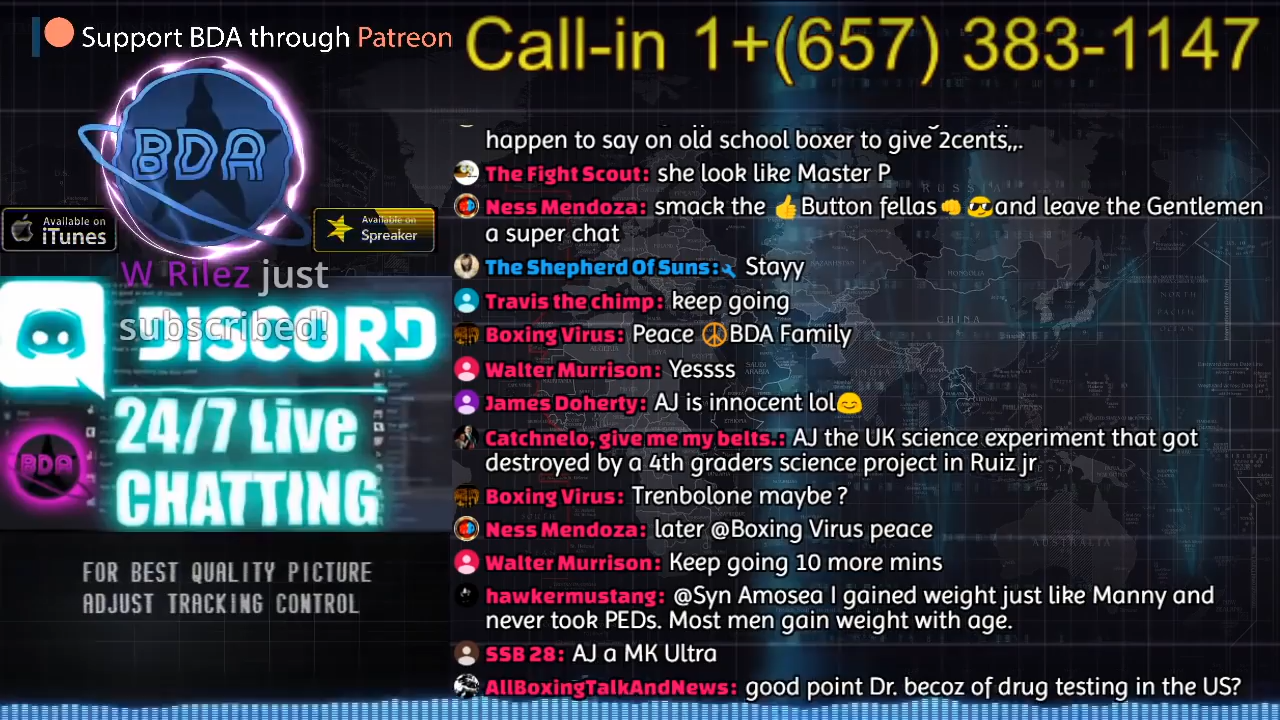 Support BDA through Patreon
Call-in 1+(657) 383-1147
BDA
Available on
iTunes
Available on
Spreaker
W Rilez just
subscribed!
DISCORD
24/7 Live
CHATTING
BDA
FOR BEST QUALITY PICTURE
ADJUST TRACKING CONTROL
happen to say on old school boxer to give 2cents,,.
The Fight Scout: she look like Master P
Ness Mendoza: smack the 👍Button fellas👊😎and leave the Gentlemen
a super chat
The Shepherd Of Suns:🔧 Stayy
Travis the chimp: keep going
Boxing Virus: Peace ☮BDA Family
Walter Murrison: Yessss
James Doherty: AJ is innocent lol😊
Catchnelo, give me my belts.: AJ the UK science experiment that got
destroyed by a 4th graders science project in Ruiz jr
Boxing Virus: Trenbolone maybe ?
Ness Mendoza: later @Boxing Virus peace
Walter Murrison: Keep going 10 more mins
hawkermustang: @Syn Amosea I gained weight just like Manny and
never took PEDs. Most men gain weight with age.
SSB 28: AJ a MK Ultra
AllBoxingTalkAndNews: good point Dr. becoz of drug testing in the US?
RUSSIA
MONGOLIA
CHINA
AUSTRALIA